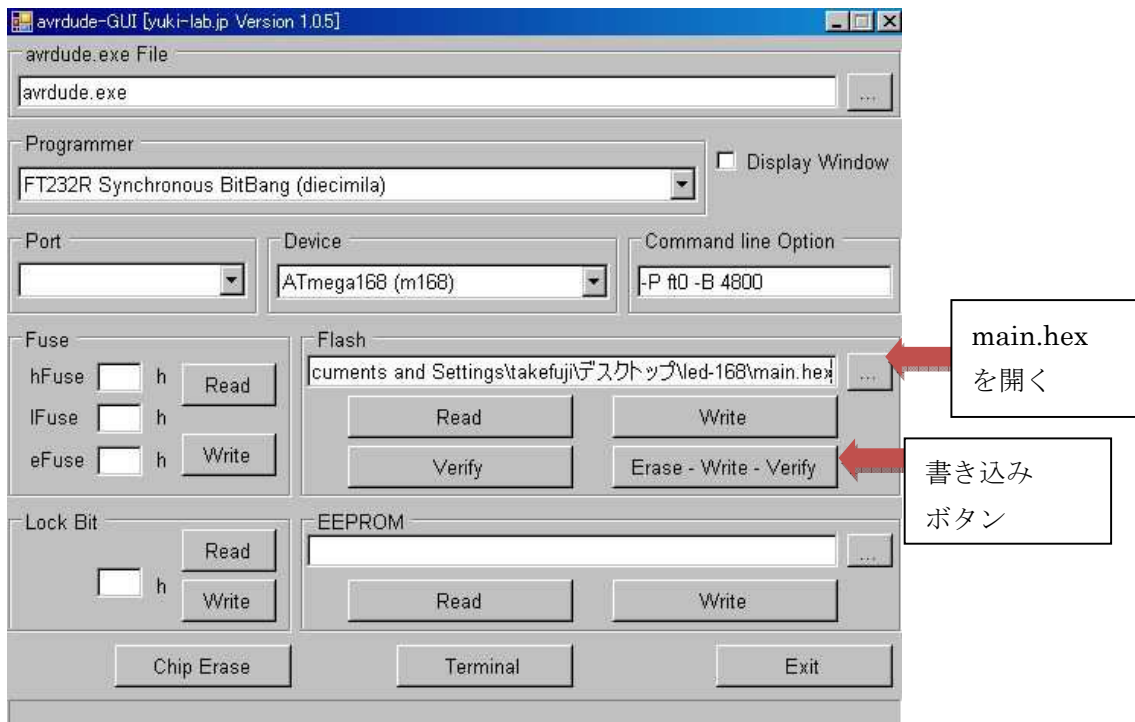 avrdude-GUI [yuki-lab.jp Version 1.0.5]
avrdude.exe File
avrdude.exe
...
Programmer
FT232R Synchronous BitBang (diecimila)
Display Window
Port
Device
ATmega168 (m168)
Command line Option
-P ft0 -B 4800
Fuse
hFuse h
Read
lFuse h
eFuse h
Write
Flash
cuments and Settings\takefuji\デスクトップ\led-168\main.hex
...
Read
Write
Verify
Erase - Write - Verify
main.hex
を開く
書き込み
ボタン
Lock Bit
Read
h
Write
EEPROM
...
Read
Write
Chip Erase
Terminal
Exit